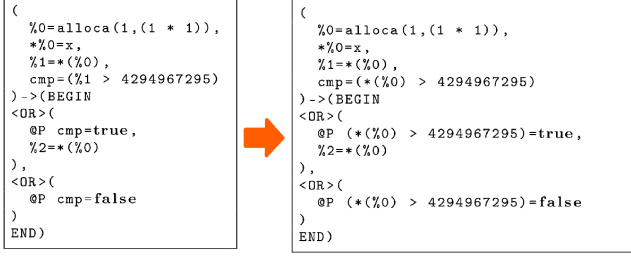 (
  %0=alloca(1,(1 * 1)),
  *%0=x,
  %1=*(%0),
  cmp=(%1 > 4294967295)
)->(BEGIN
<OR>(
  @P cmp=true,
  %2=*(%0)
),
<OR>(
  @P cmp=false
)
END)
(
  %0=alloca(1,(1 * 1)),
  *%0=x,
  %1=*(%0),
  cmp=(*(%0) > 4294967295)
)->(BEGIN
<OR>(
  @P (*(%0) > 4294967295)=true,
  %2=*(%0)
),
<OR>(
  @P (*(%0) > 4294967295)=false
)
END)